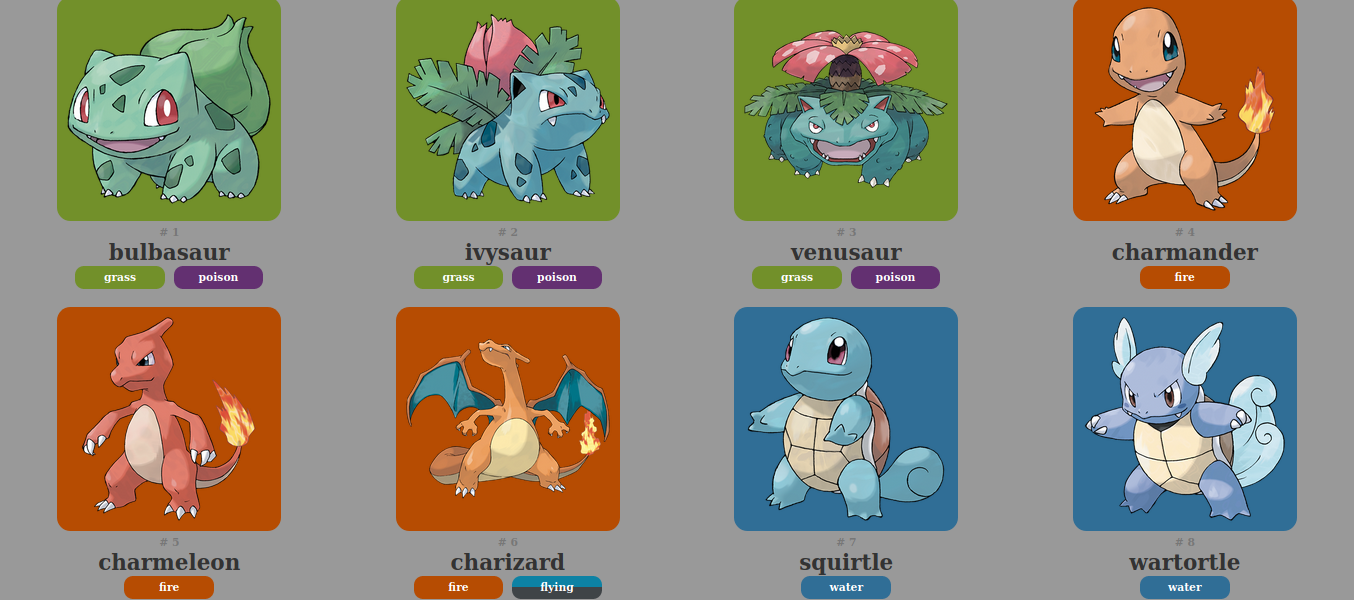 # 1 # 2 # 3 # 4
bulbasaur ivysaur venusaur charmander
grass poison grass poison grass poison fire
# 5 # 6 # 7 # 8
charmeleon charizard squirtle wartortle
fire fire flying water water